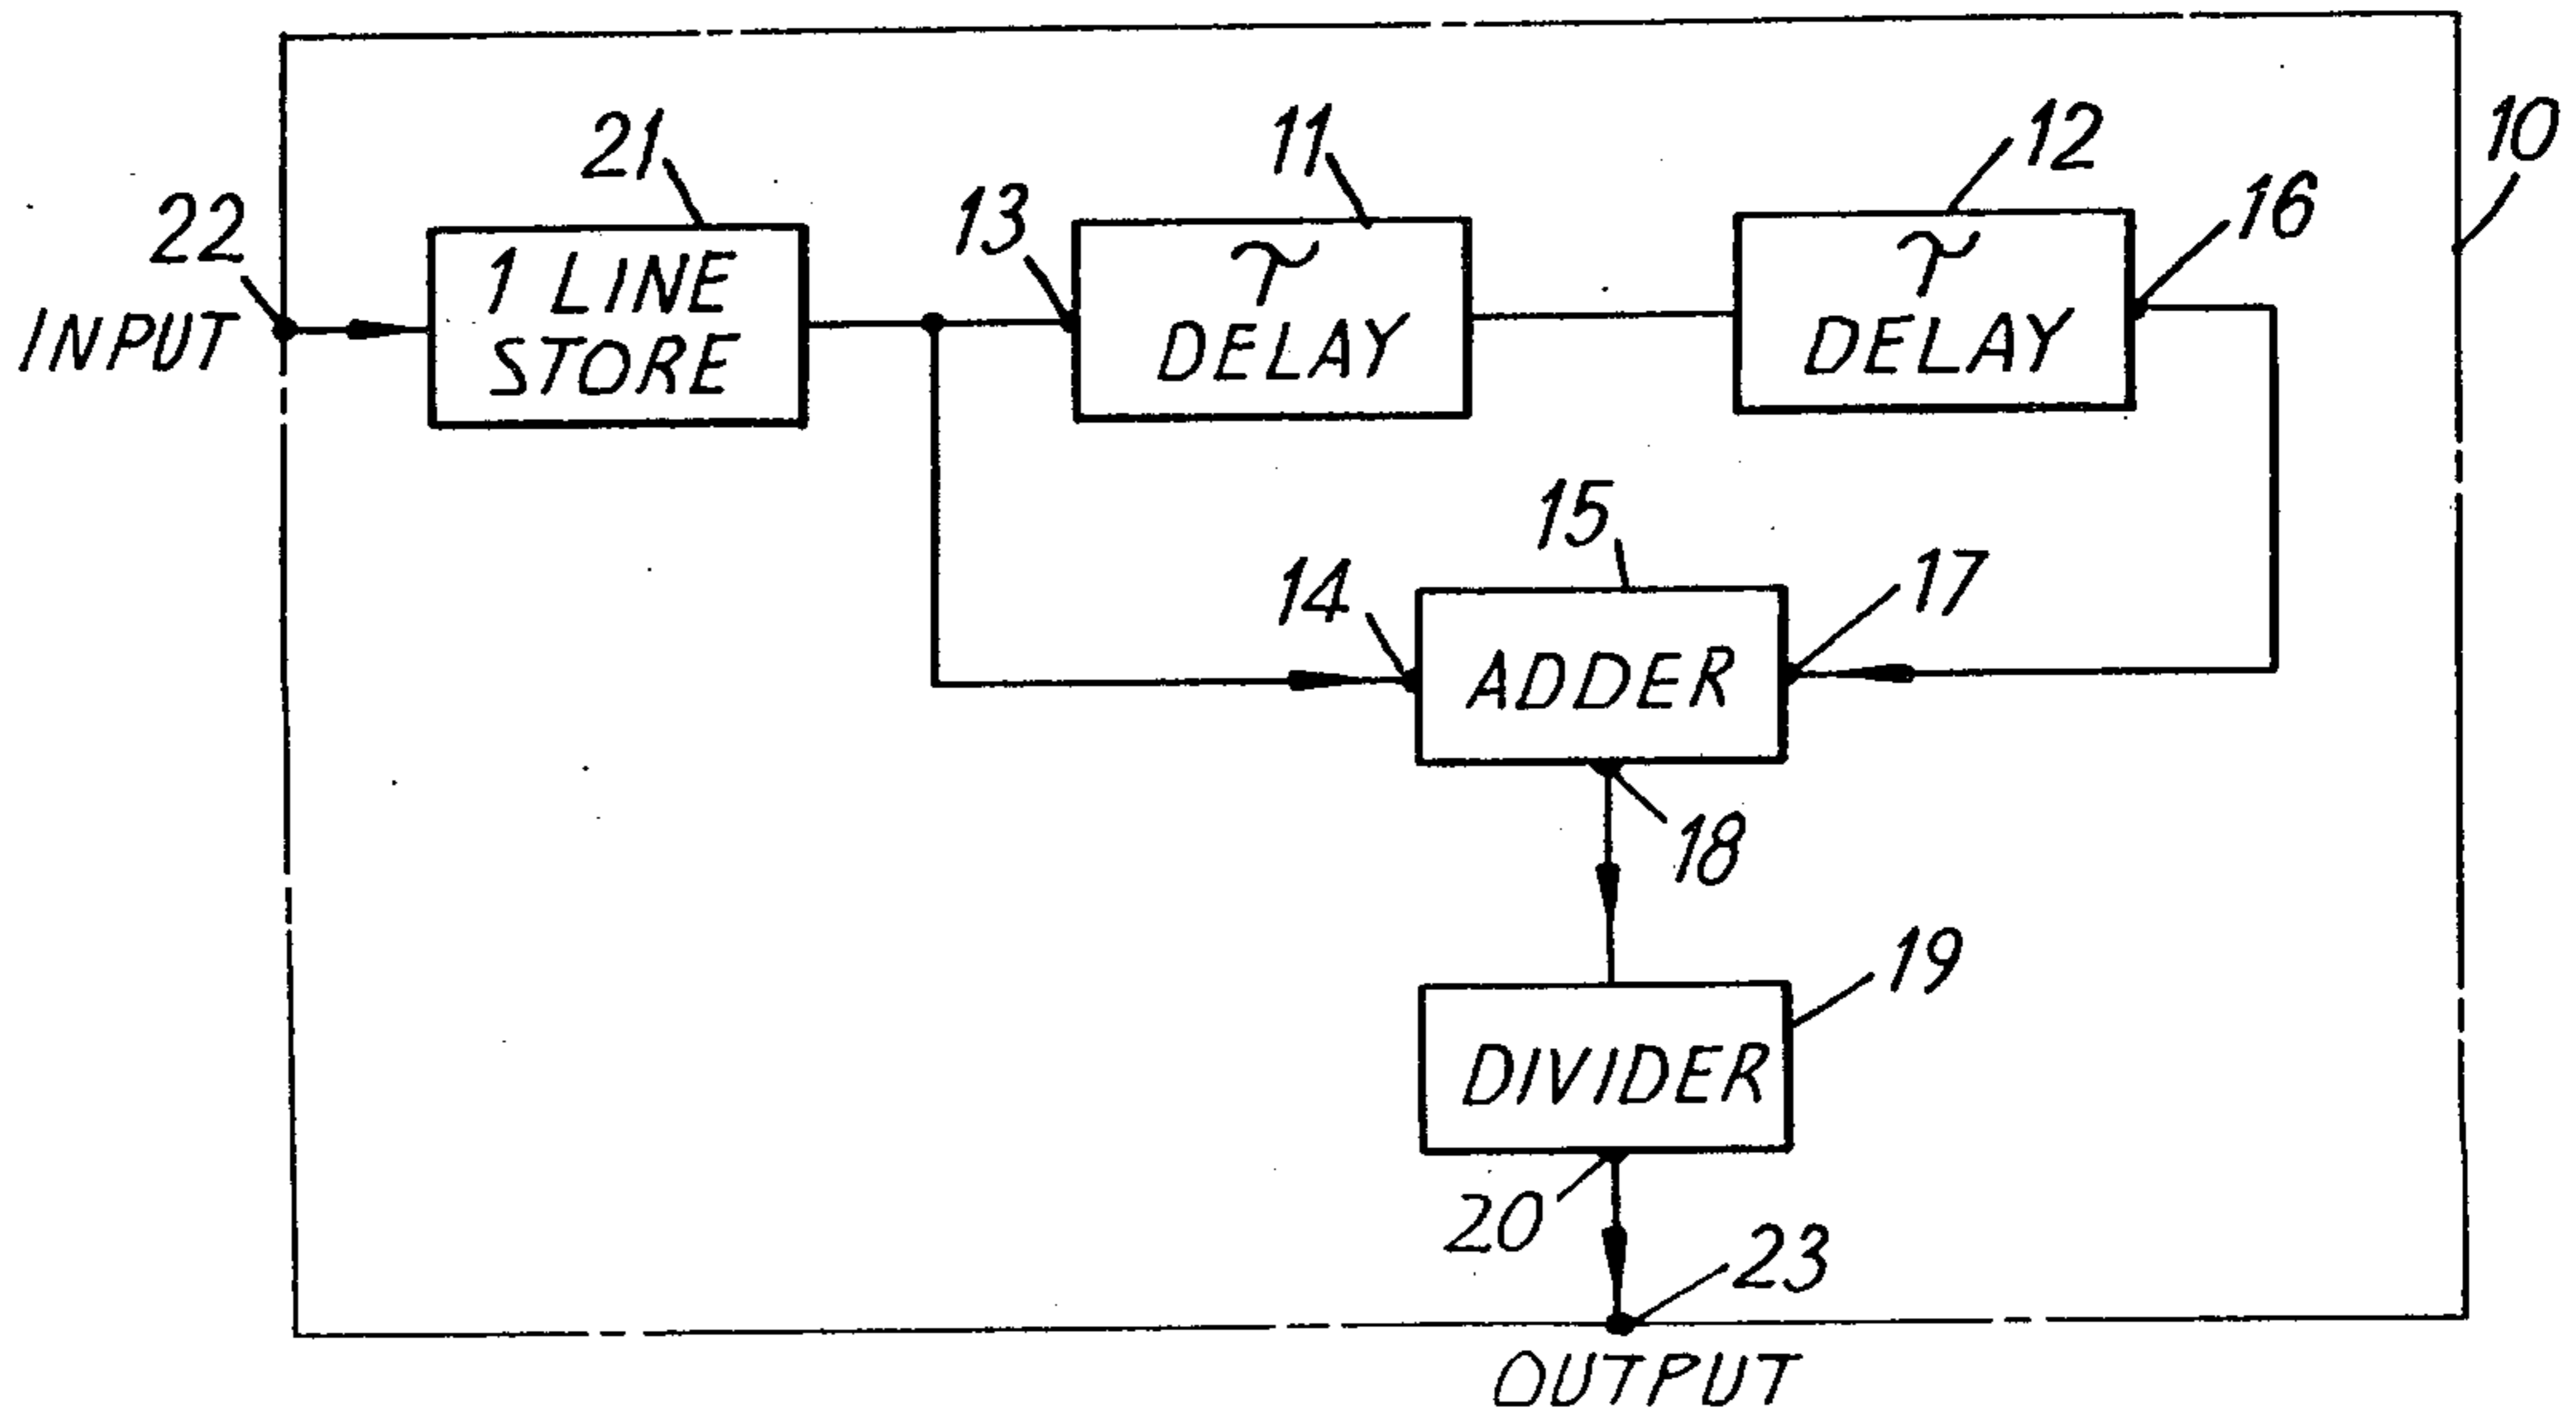 10
21
11
12
22
13
16
1 LINE
STORE
τ
DELAY
τ
DELAY
INPUT
15
14
17
ADDER
18
19
DIVIDER
20
23
OUTPUT